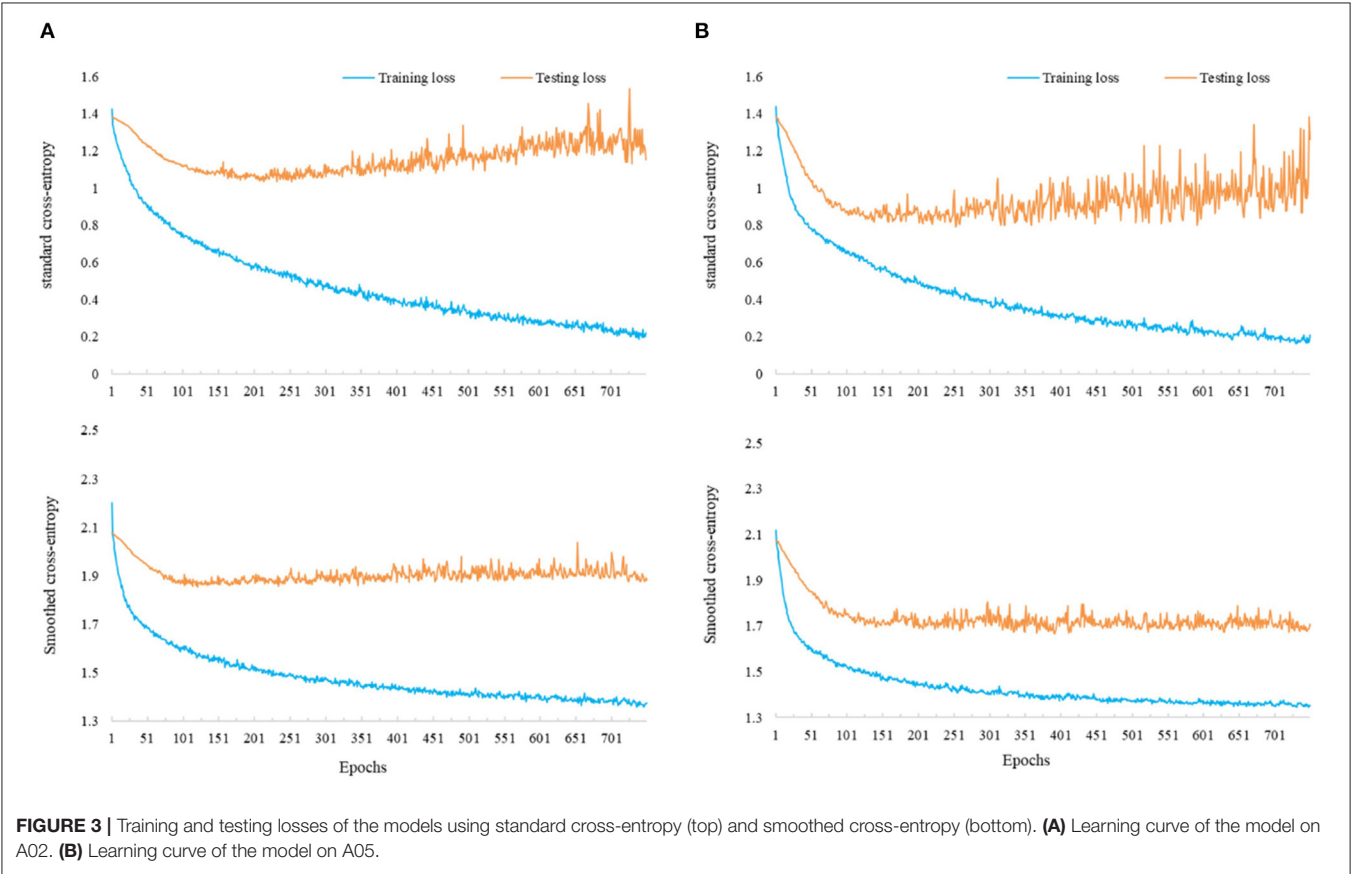 A
1.6
Training loss
Testing loss
1.4
1.2
1
0.8
0.6
0.4
0.2
0
standard cross-entropy
1 51 101 151 201 251 301 351 401 451 501 551 601 651 701
2.5
2.3
2.1
1.9
1.7
1.5
1.3
Smoothed cross-entropy
1 51 101 151 201 251 301 351 401 451 501 551 601 651 701
Epochs
B
1.6
Training loss
Testing loss
1.4
1.2
1
0.8
0.6
0.4
0.2
0
standard cross-entropy
1 51 101 151 201 251 301 351 401 451 501 551 601 651 701
2.5
2.3
2.1
1.9
1.7
1.5
1.3
Smoothed cross-entropy
1 51 101 151 201 251 301 351 401 451 501 551 601 651 701
Epochs
FIGURE 3 | Training and testing losses of the models using standard cross-entropy (top) and smoothed cross-entropy (bottom). (A) Learning curve of the model on
A02. (B) Learning curve of the model on A05.